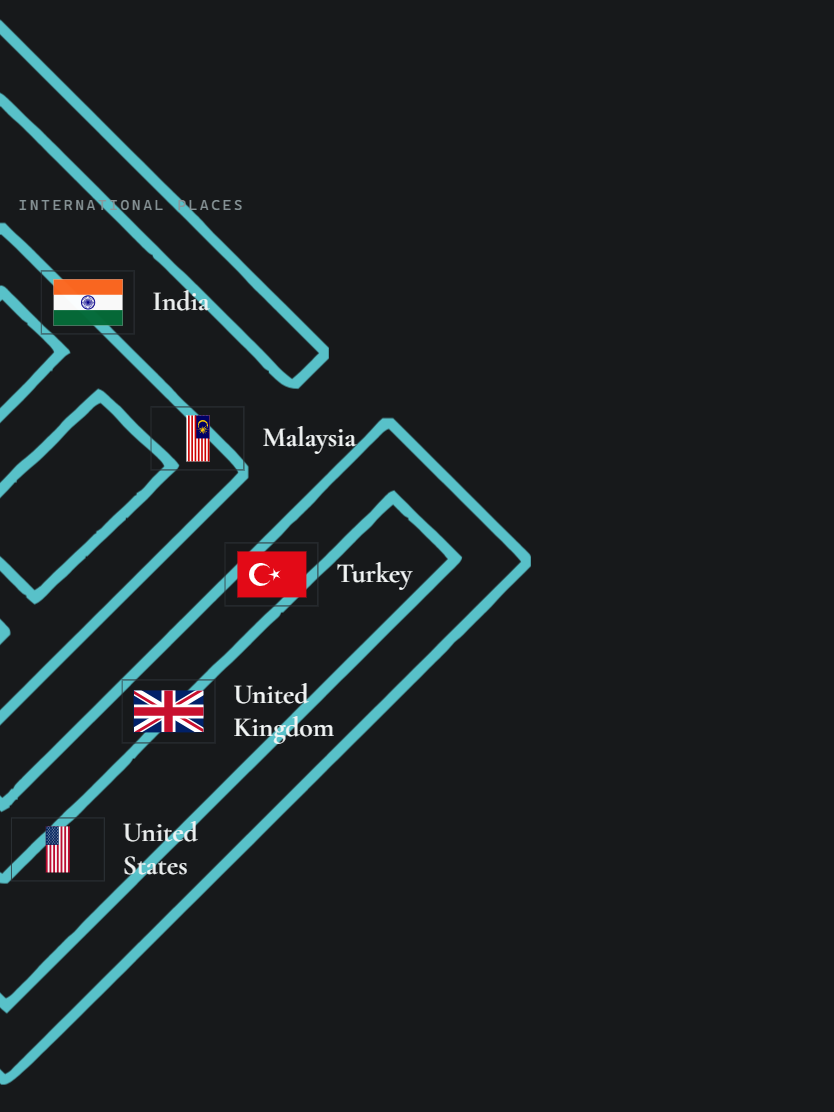 INTERNATIONAL PLACES
India
Malaysia
Turkey
United
Kingdom
United
States